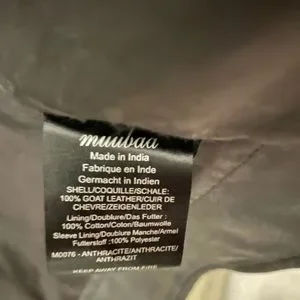 muubaa
Made in India
Fabrique en Inde
Germacht in Indien
SHELL/COQUILLE/SCHALE:
100% GOAT LEATHER/CUIR DE
CHEVRE/ZEIGENLEDER
Lining/Doublure/Das Futter :
100% Cotton/Coton/Baumwolle
Sleeve Lining/Doublure Manche/Armel
Futterstoff :100% Polyester
M0076 - ANTHRACITE/ANTHRACITE/
ANTHRAZIT
KEEP AWAY FROM FIRE